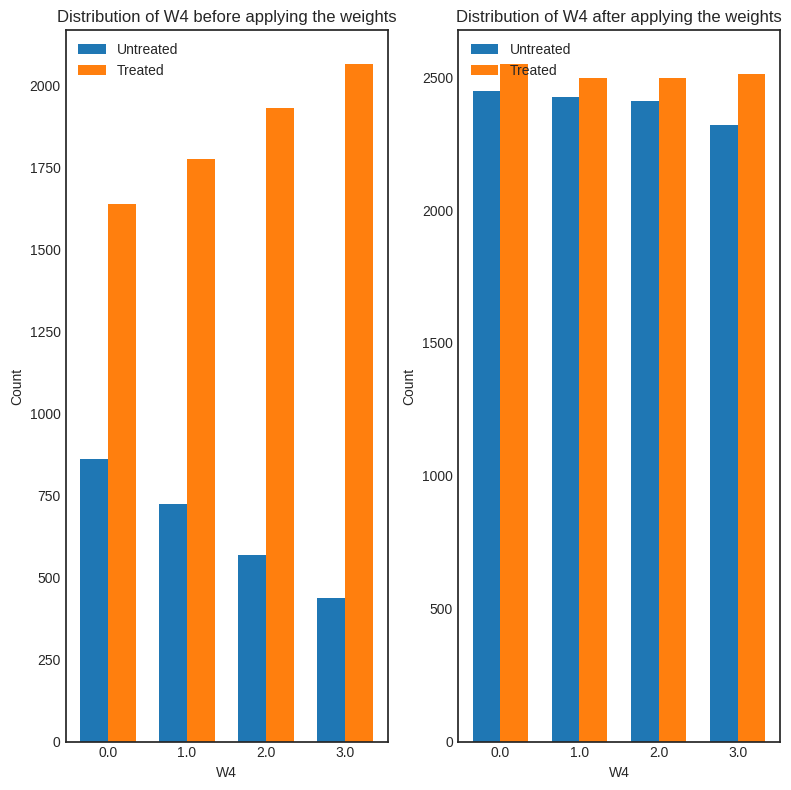 Distribution of W4 before applying the weights
Untreated
Treated
2000
1750
1500
1250
1000
750
500
250
0
Count
0.0 1.0 2.0 3.0
W4
Distribution of W4 after applying the weights
Untreated
Treated
2500
2000
1500
1000
500
0
Count
0.0 1.0 2.0 3.0
W4